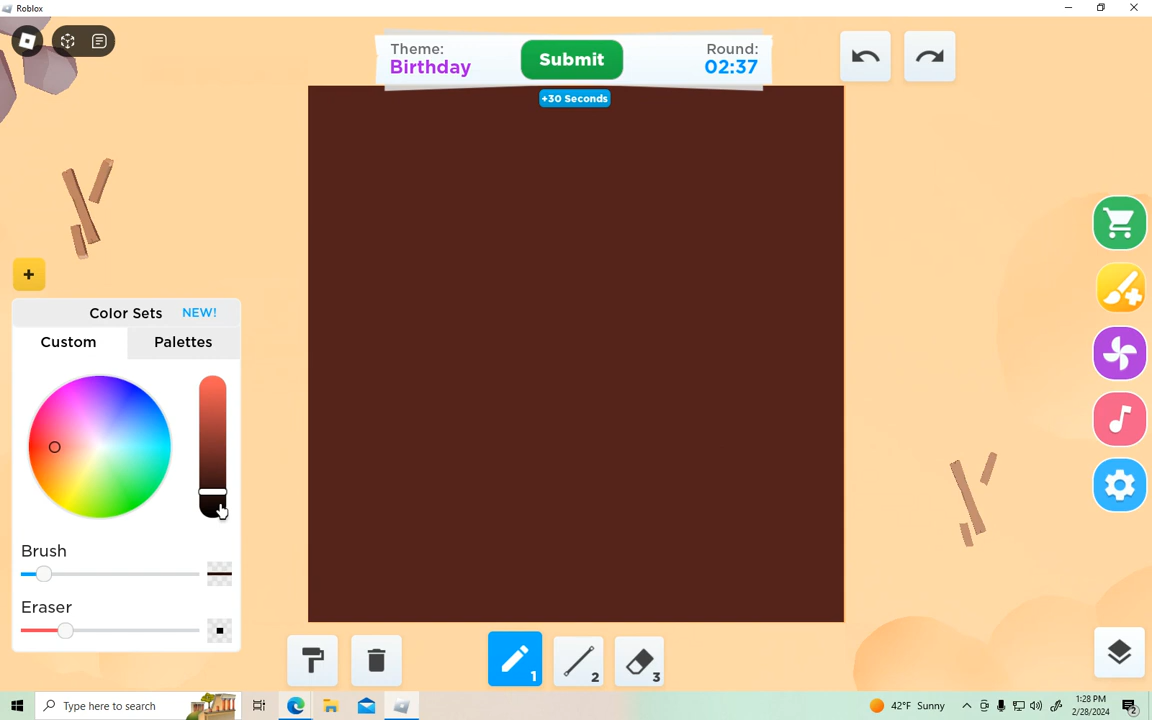 Roblox
Theme:
Birthday
Submit
Round:
02:37
+30 Seconds
+
Color Sets NEW!
Custom Palettes
Brush
Eraser
1
2
3
Type here to search
42°F Sunny
1:28 PM
2/28/2024
2